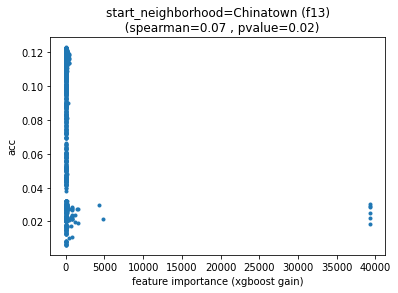 start_neighborhood=Chinatown (f13)
(spearman=0.07 , pvalue=0.02)
0.12
0.10
0.08
0.06
0.04
0.02
acc
0 5000 10000 15000 20000 25000 30000 35000 40000
feature importance (xgboost gain)